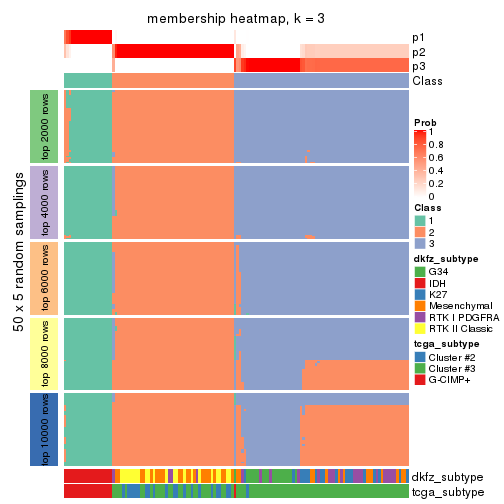 membership heatmap, k = 3
p1
p2
p3
Class
50 x 5 random samplings
top 2000 rows
top 4000 rows
top 6000 rows
top 8000 rows
top 10000 rows
Prob
1
0.8
0.6
0.4
0.2
0
Class
1
2
3
dkfz_subtype
G34
IDH
K27
Mesenchymal
RTK I PDGFRA
RTK II Classic
tcga_subtype
Cluster #2
Cluster #3
G-CIMP+
dkfz_subtype
tcga_subtype